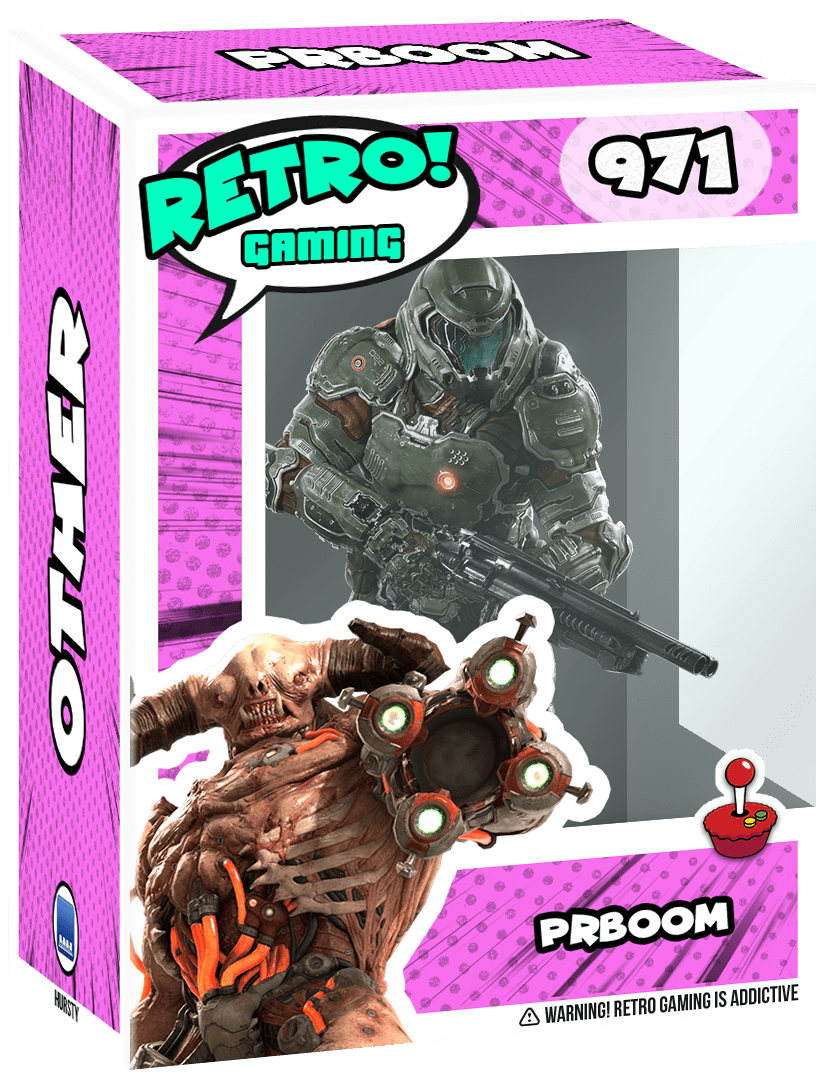 PRBOOM
RETRO!
GAMING
971
OTHER
HURSTY
PRBOOM
WARNING! RETRO GAMING IS ADDICTIVE